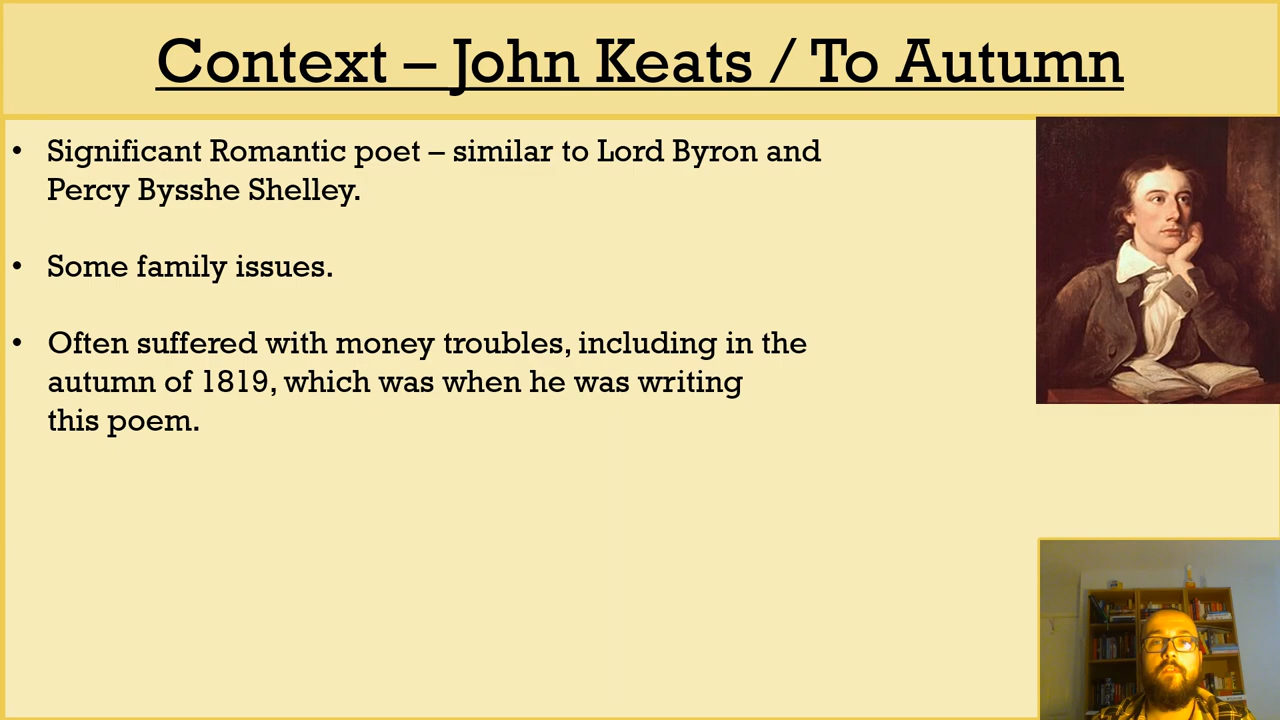 Context – John Keats / To Autumn
• Significant Romantic poet – similar to Lord Byron and
Percy Bysshe Shelley.
• Some family issues.
• Often suffered with money troubles, including in the
autumn of 1819, which was when he was writing
this poem.